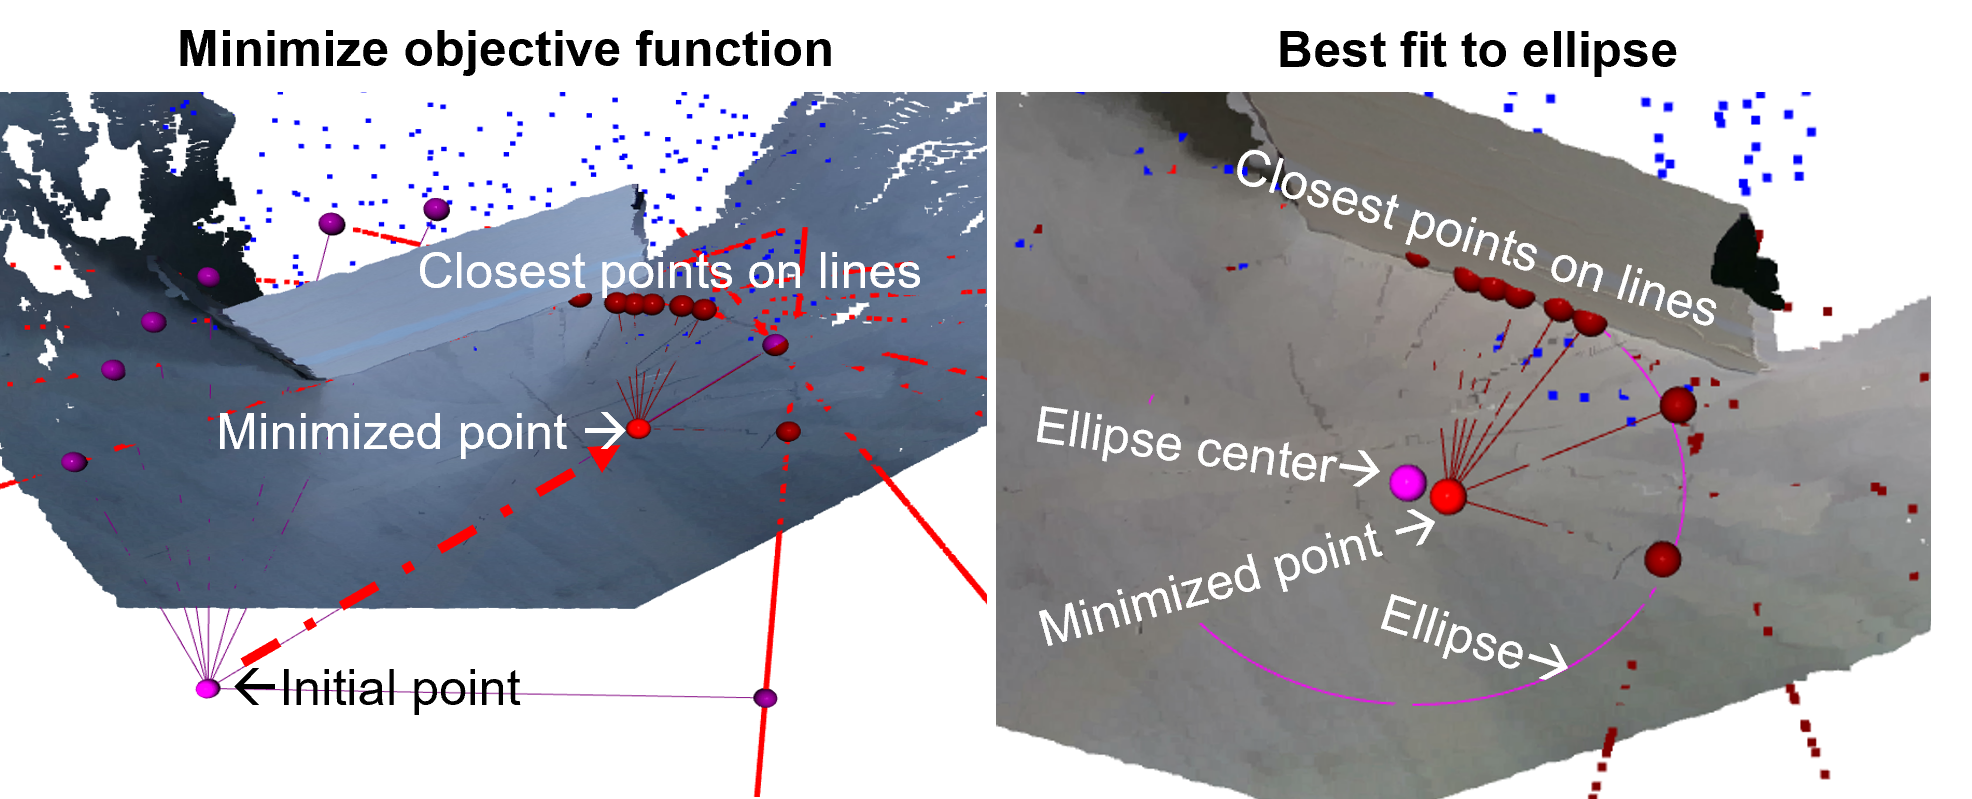 Minimize objective function
Closest points on lines
Minimized point →
←Initial point
Best fit to ellipse
Closest points on lines
Ellipse center→
Minimized point →
Ellipse→